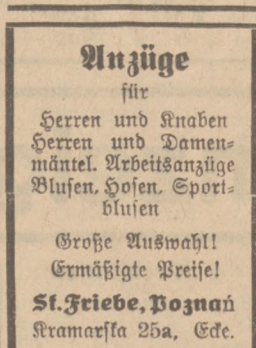 Anzüge
für
Herren und Knaben
Herren und Damen-
mäntel. Arbeitsanzüge
Blusen, Hosen, Sport-
blusen
Große Auswahl!
Ermäßigte Preise!
St. Friebe, Poznań
Kramarska 25a, Ecke.